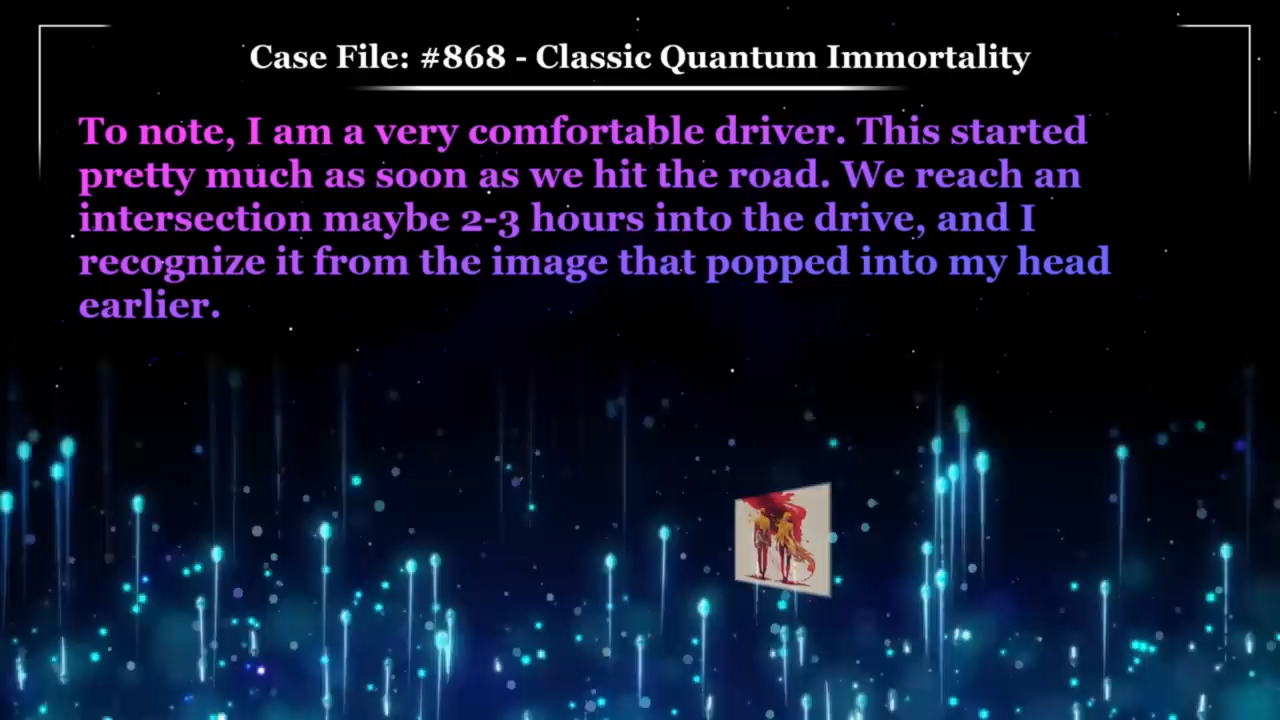 Case File: #868 - Classic Quantum Immortality
To note, I am a very comfortable driver. This started
pretty much as soon as we hit the road. We reach an
intersection maybe 2-3 hours into the drive, and I
recognize it from the image that popped into my head
earlier.